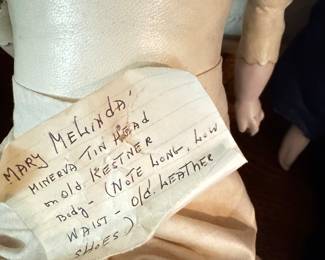 MARY MELINDA,
MINERVA TIN HEAD
on old KESTNER
Body - (NOTE LONG, LOW
WAIST - Old. LEATHER
SHOES)